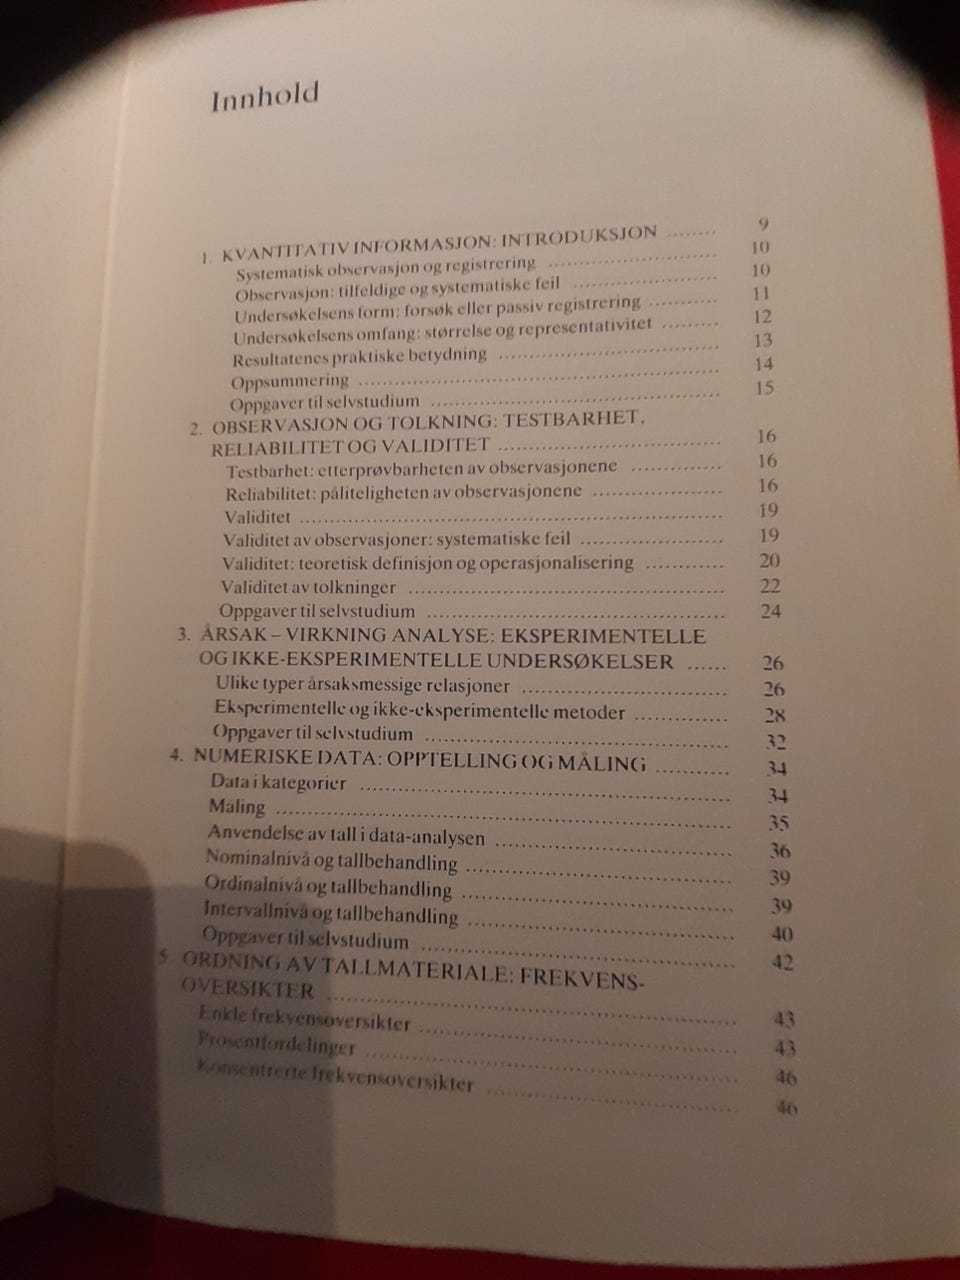 Innhold
1. KVANTITATIV INFORMASJON: INTRODUKSJON ........ 9
Systematisk observasjon og registrering ........ 10
Observasjon: tilfeldige og systematiske feil ........ 10
Undersøkelsens form: forsøk eller passiv registrering ........ 11
Undersøkelsens omfang: størrelse og representativitet ........ 12
Resultatenes praktiske betydning ........ 13
Oppsummering ........ 14
Oppgaver til selvstudium ........ 15
2. OBSERVASJON OG TOLKNING: TESTBARHET,
RELIABILITET OG VALIDITET ........ 16
Testbarhet: etterprøvbarheten av observasjonene ........ 16
Reliabilitet: påliteligheten av observasjonene ........ 16
Validitet ........ 19
Validitet av observasjoner: systematiske feil ........ 19
Validitet: teoretisk definisjon og operasjonalisering ........ 20
Validitet av tolkninger ........ 22
Oppgaver til selvstudium ........ 24
3. ÅRSAK – VIRKNING ANALYSE: EKSPERIMENTELLE
OG IKKE-EKSPERIMENTELLE UNDERSØKELSER ...... 26
Ulike typer årsaksmessige relasjoner ........ 26
Eksperimentelle og ikke-eksperimentelle metoder ........ 28
Oppgaver til selvstudium ........ 32
4. NUMERISKE DATA: OPPTELLING OG MÅLING ........ 34
Data i kategorier ........ 34
Måling ........ 35
Anvendelse av tall i data-analysen ........ 36
Nominalnivå og tallbehandling ........ 39
Ordinalnivå og tallbehandling ........ 39
Intervallnivå og tallbehandling ........ 40
Oppgaver til selvstudium ........ 42
5. ORDNING AV TALLMATERIALE: FREKVENS-
OVERSIKTER ........ 43
Enkle frekvensoversikter ........ 43
Prosentfordelinger ........ 46
Konsentrerte frekvensoversikter ........ 46